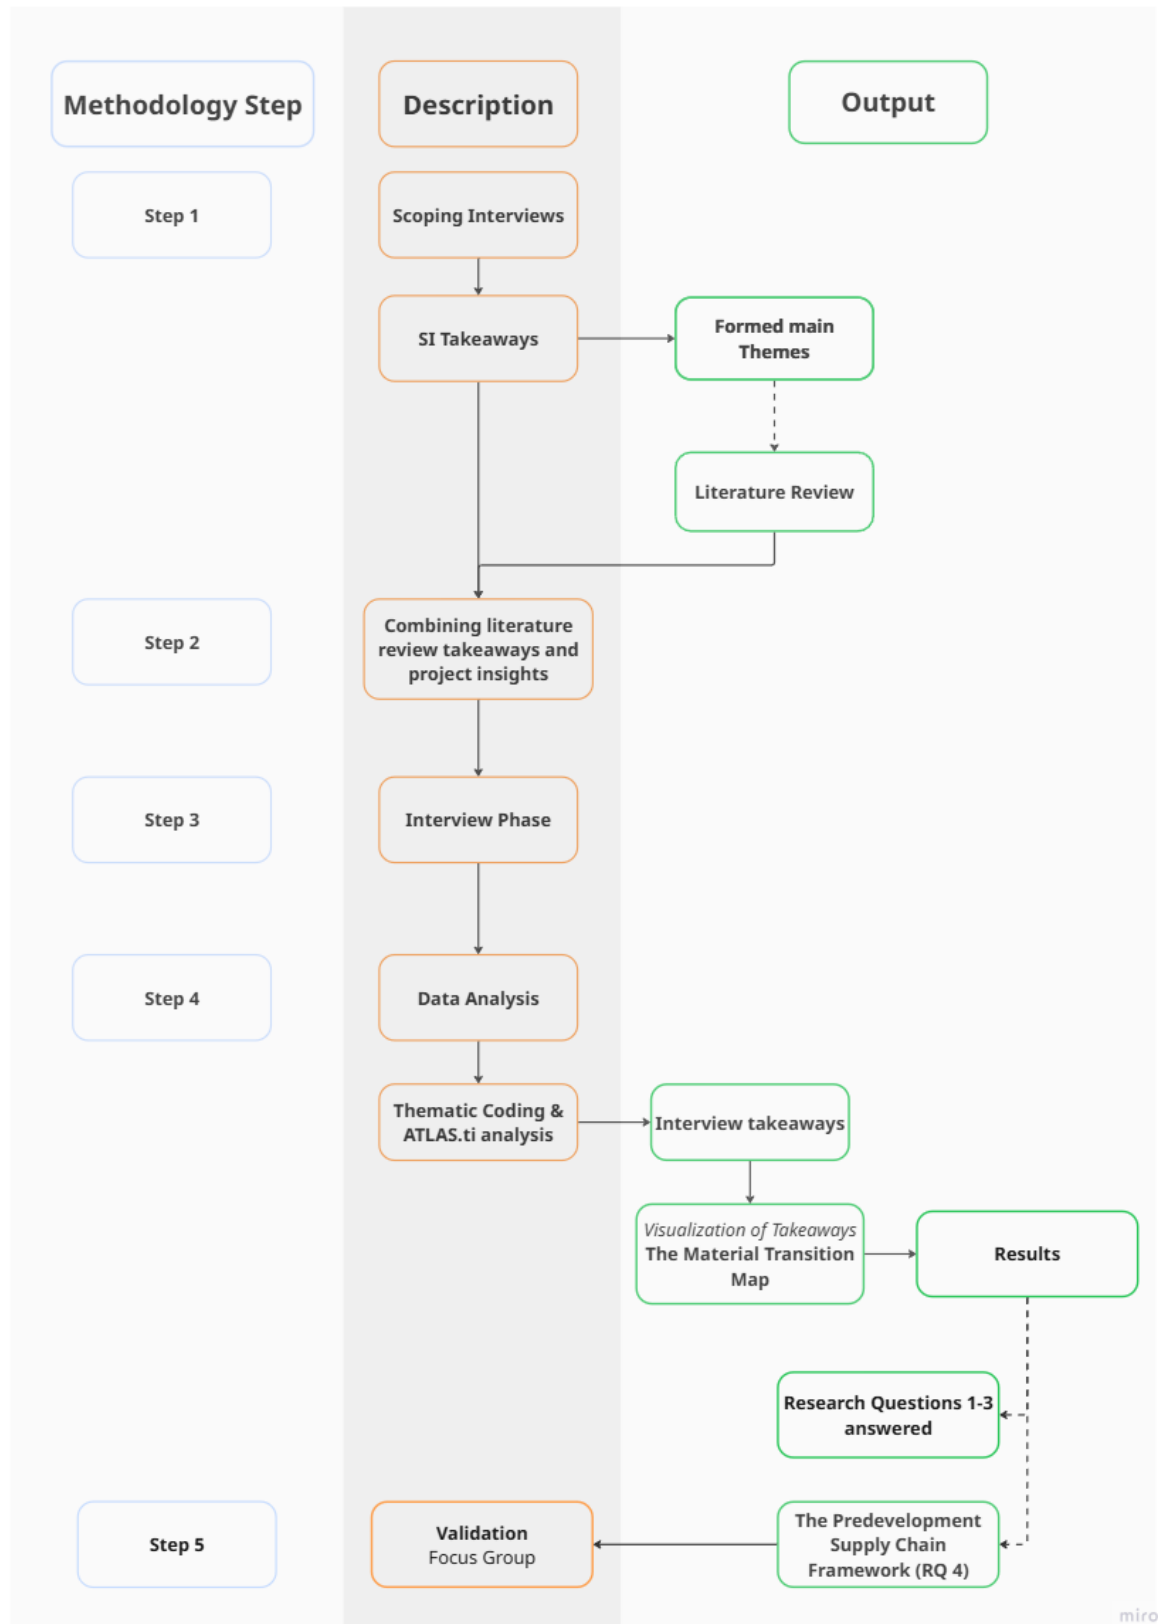 Methodology Step
Description
Output
Step 1
Scoping Interviews
SI Takeaways
Formed main
Themes
Literature Review
Step 2
Combining literature
review takeaways and
project insights
Step 3
Interview Phase
Step 4
Data Analysis
Thematic Coding &
ATLAS.ti analysis
Interview takeaways
Visualization of Takeaways
The Material Transition
Map
Results
Research Questions 1-3
answered
Step 5
Validation
Focus Group
The Predevelopment
Supply Chain
Framework (RQ 4)
miro